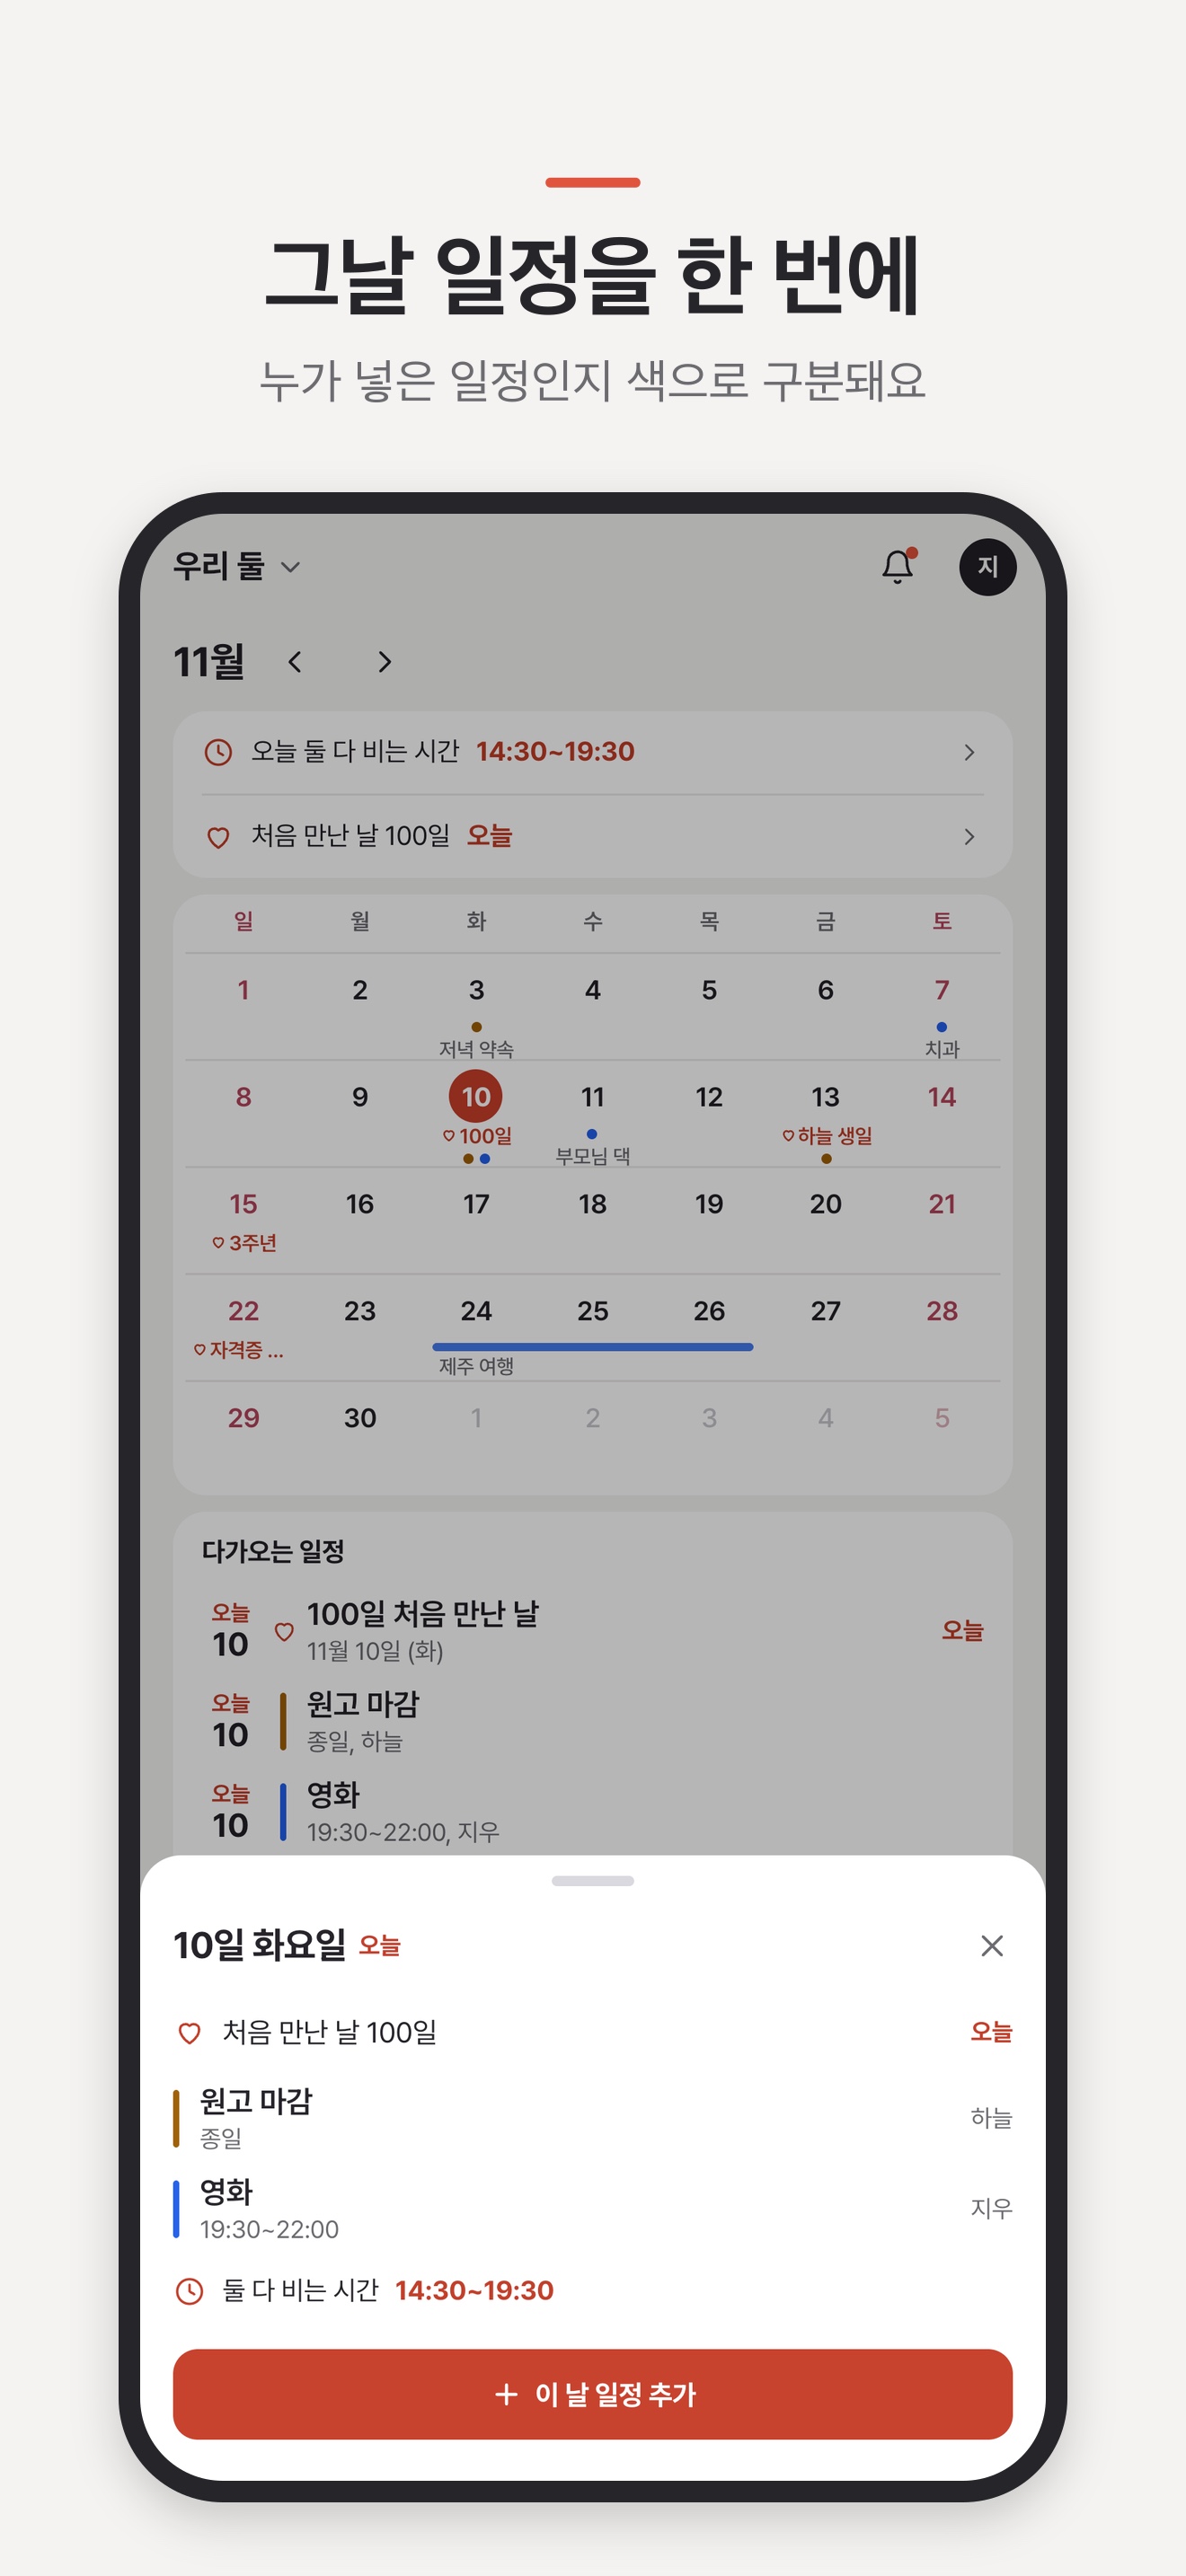 그날 일정을 한 번에
누가 넣은 일정인지 색으로 구분돼요
우리 둘
지
11월
오늘 둘 다 비는 시간 14:30~19:30
처음 만난 날 100일 오늘
일 월 화 수 목 금 토
1 2 3 4 5 6 7
저녁 약속 치과
8 9 10 11 12 13 14
100일 하늘 생일
부모님 댁
15 16 17 18 19 20 21
3주년
22 23 24 25 26 27 28
자격증 ...
제주 여행
29 30 1 2 3 4 5
다가오는 일정
오늘
10
100일 처음 만난 날
11월 10일 (화)
오늘
오늘
10
원고 마감
종일, 하늘
오늘
10
영화
19:30~22:00, 지우
10일 화요일 오늘
처음 만난 날 100일 오늘
원고 마감
종일
하늘
영화
19:30~22:00
지우
둘 다 비는 시간 14:30~19:30
+ 이 날 일정 추가